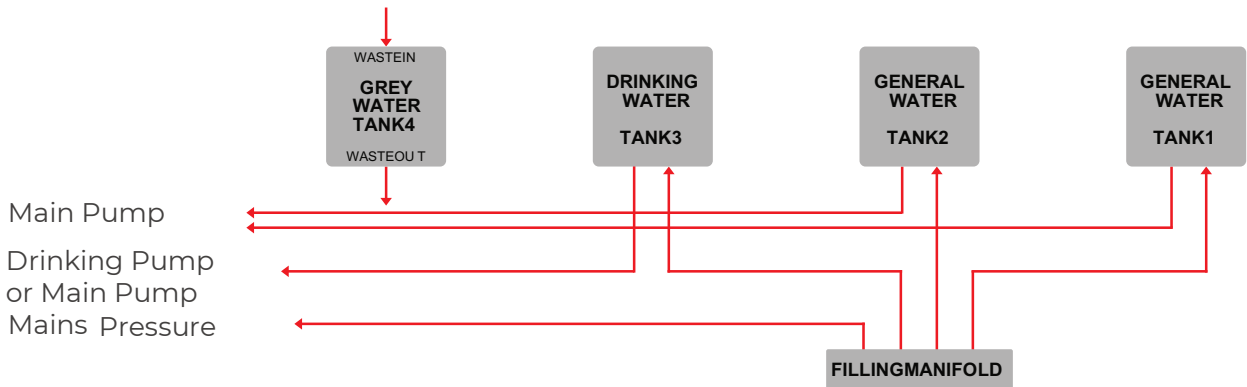 WASTEIN
GREY
WATER
TANK4
WASTEOU T
DRINKING
WATER
TANK3
GENERAL
WATER
TANK2
GENERAL
WATER
TANK1
Main Pump
Drinking Pump
or Main Pump
Mains Pressure
FILLINGMANIFOLD